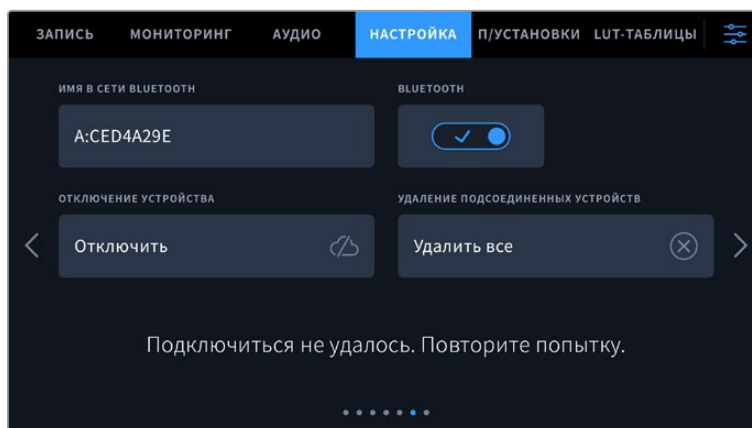 ЗАПИСЬ МОНИТОРИНГ АУДИО НАСТРОЙКА П/УСТАНОВКИ LUT-ТАБЛИЦЫ
ИМЯ В СЕТИ BLUETOOTH BLUETOOTH
A:CED4A29E
ОТКЛЮЧЕНИЕ УСТРОЙСТВА УДАЛЕНИЕ ПОДСОЕДИНЕННЫХ УСТРОЙСТВ
Отключить Удалить все
Подключиться не удалось. Повторите попытку.